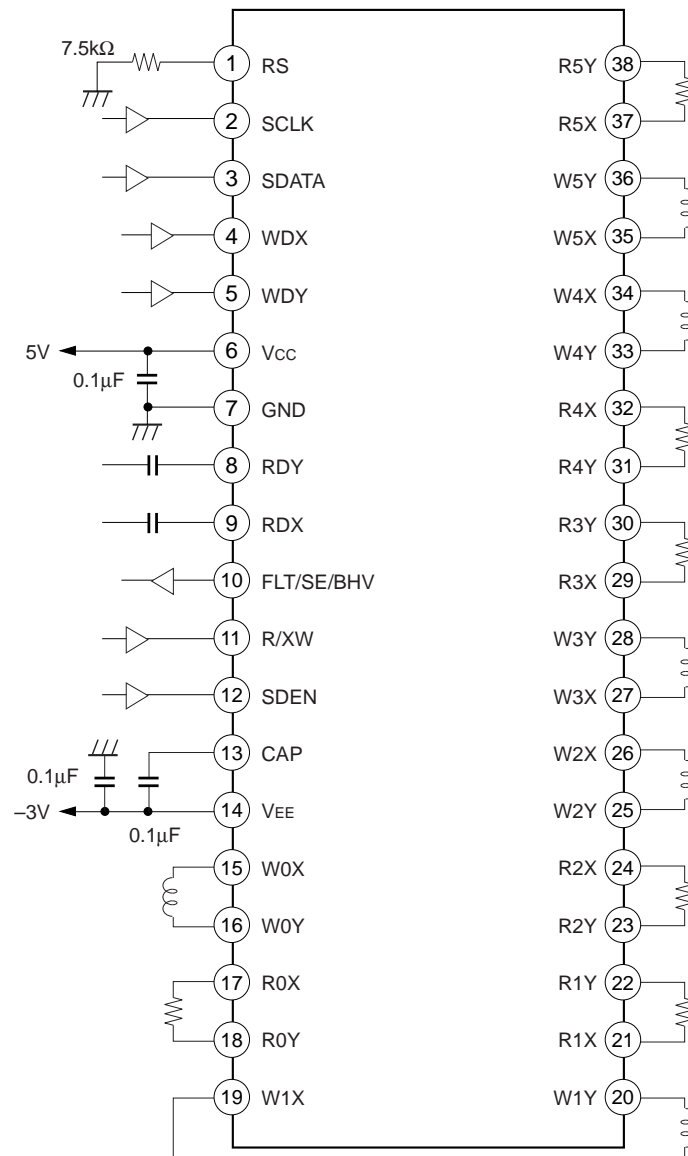 7.5kΩ
1 RS
2 SCLK
3 SDATA
4 WDX
5 WDY
5V
6 VCC
0.1μF
7 GND
8 RDY
9 RDX
10 FLT/SE/BHV
11 R/XW
12 SDEN
13 CAP
0.1μF
–3V
14 VEE
0.1μF
15 W0X
16 W0Y
17 R0X
18 R0Y
19 W1X
R5Y 38
R5X 37
W5Y 36
W5X 35
W4X 34
W4Y 33
R4X 32
R4Y 31
R3Y 30
R3X 29
W3Y 28
W3X 27
W2X 26
W2Y 25
R2X 24
R2Y 23
R1Y 22
R1X 21
W1Y 20